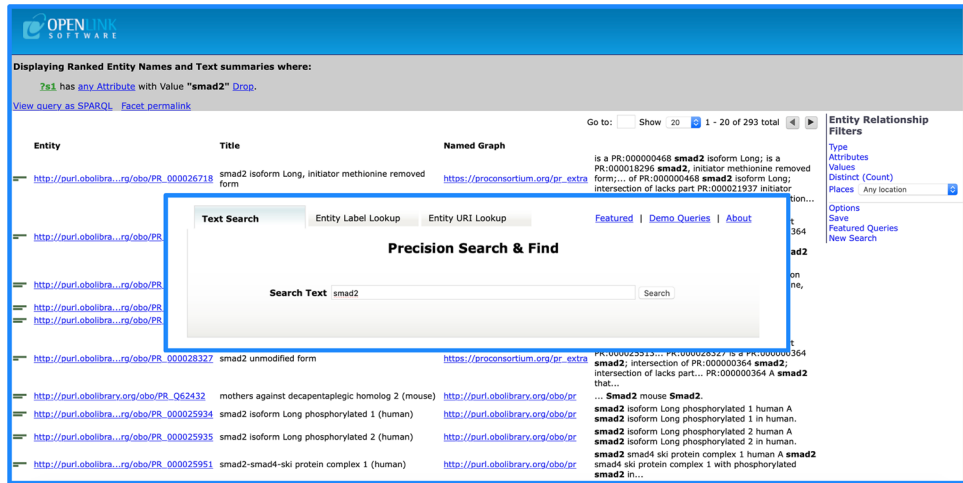 OPENLINK
SOFTWARE
Displaying Ranked Entity Names and Text summaries where:
?s1 has any Attribute with Value "smad2" Drop.
View query as SPARQL Facet permalink
Go to: Show 20 1 - 20 of 293 total
Entity Title Named Graph
http://purl.obolibra...rg/obo/PR_000026718 smad2 isoform Long, initiator methionine removed form https://proconsortium.org/pr_extra
is a PR:000000468 smad2 isoform Long; is a
PR:000018296 smad2, initiator methionine removed
form;... of PR:000000468 smad2 isoform Long;
intersection of lacks part PR:000021937 initiator
tion...
http://purl.obolibra...rg/obo/PR
364
ad2
http://purl.obolibra...rg/obo/PR
on
ne,
http://purl.obolibra...rg/obo/PR
http://purl.obolibra...rg/obo/PR
Text Search Entity Label Lookup Entity URI Lookup Featured | Demo Queries | About
Precision Search & Find
Search Text smad2 Search
http://purl.obolibra...rg/obo/PR_000028327 smad2 unmodified form https://proconsortium.org/pr_extra
PR:000025513... PR:000028327 is a PR:000000364
smad2; intersection of PR:000000364 smad2;
intersection of lacks part... PR:000000364 A smad2
that...
http://purl.obolibrary.org/obo/PR_Q62432 mothers against decapentaplegic homolog 2 (mouse) http://purl.obolibrary.org/obo/pr ... Smad2 mouse Smad2.
http://purl.obolibra...rg/obo/PR_000025934 smad2 isoform Long phosphorylated 1 (human) http://purl.obolibrary.org/obo/pr
smad2 isoform Long phosphorylated 1 human A
smad2 isoform Long phosphorylated 1 in human.
http://purl.obolibra...rg/obo/PR_000025935 smad2 isoform Long phosphorylated 2 (human) http://purl.obolibrary.org/obo/pr
smad2 isoform Long phosphorylated 2 human A
smad2 isoform Long phosphorylated 2 in human.
http://purl.obolibra...rg/obo/PR_000025951 smad2-smad4-ski protein complex 1 (human) http://purl.obolibrary.org/obo/pr
smad2 smad4 ski protein complex 1 human A smad2
smad4 ski protein complex 1 with phosphorylated
smad2 in...
Entity Relationship
Filters
Type
Attributes
Values
Distinct (Count)
Places Any location
Options
Save
Featured Queries
New Search